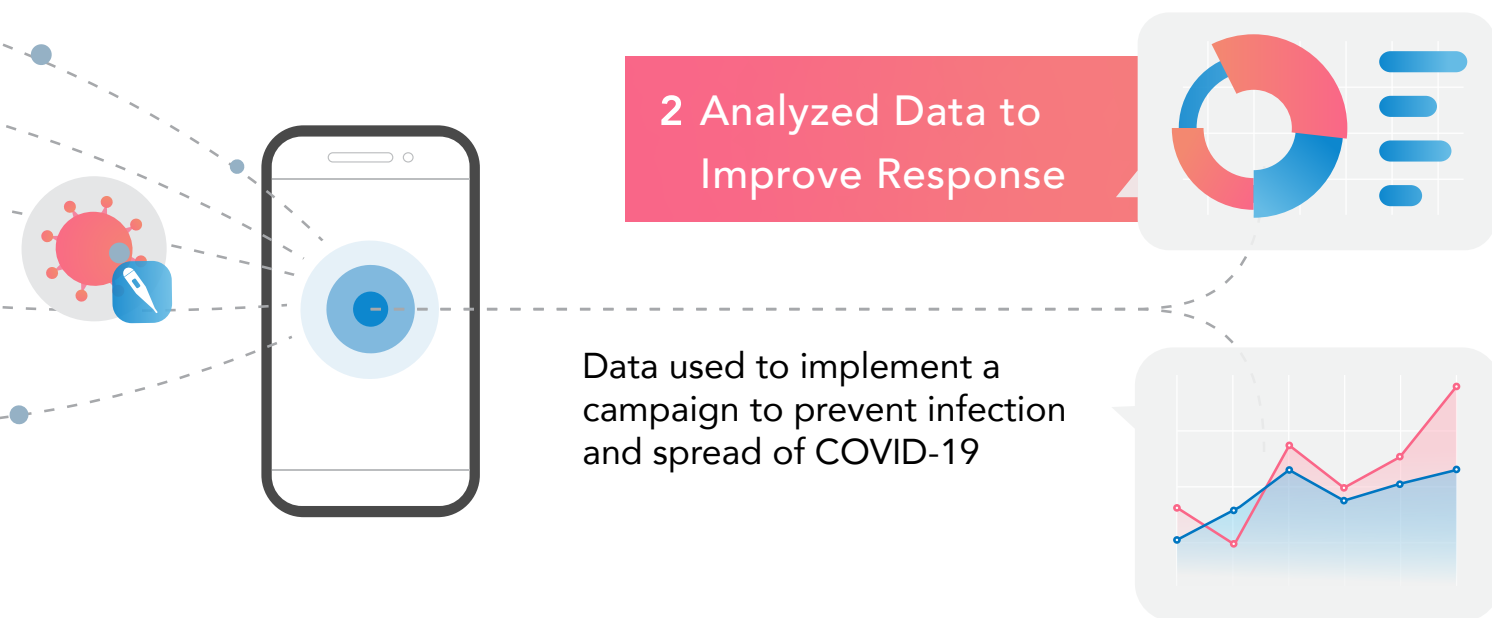 2 Analyzed Data to
Improve Response
Data used to implement a
campaign to prevent infection
and spread of COVID-19